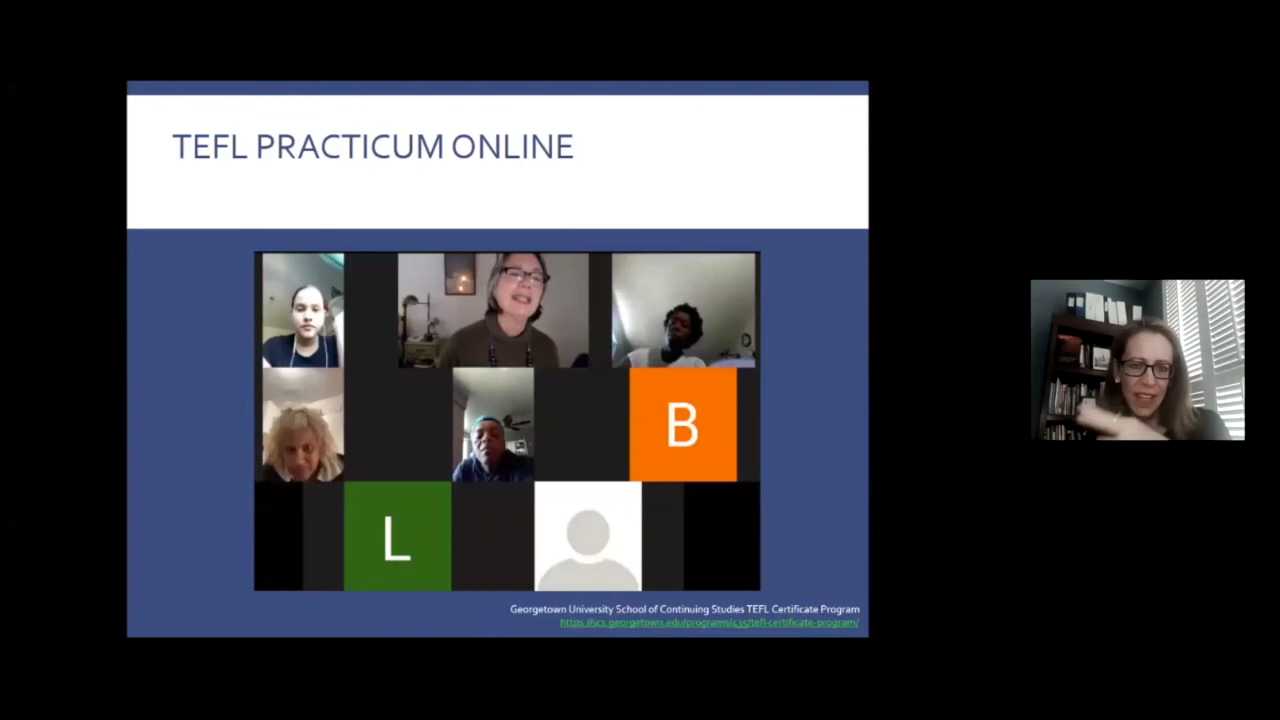 TEFL PRACTICUM ONLINE
B
L
Georgetown University School of Continuing Studies TEFL Certificate Program
https://scs.georgetown.edu/programs/435/tefl-certificate-program/